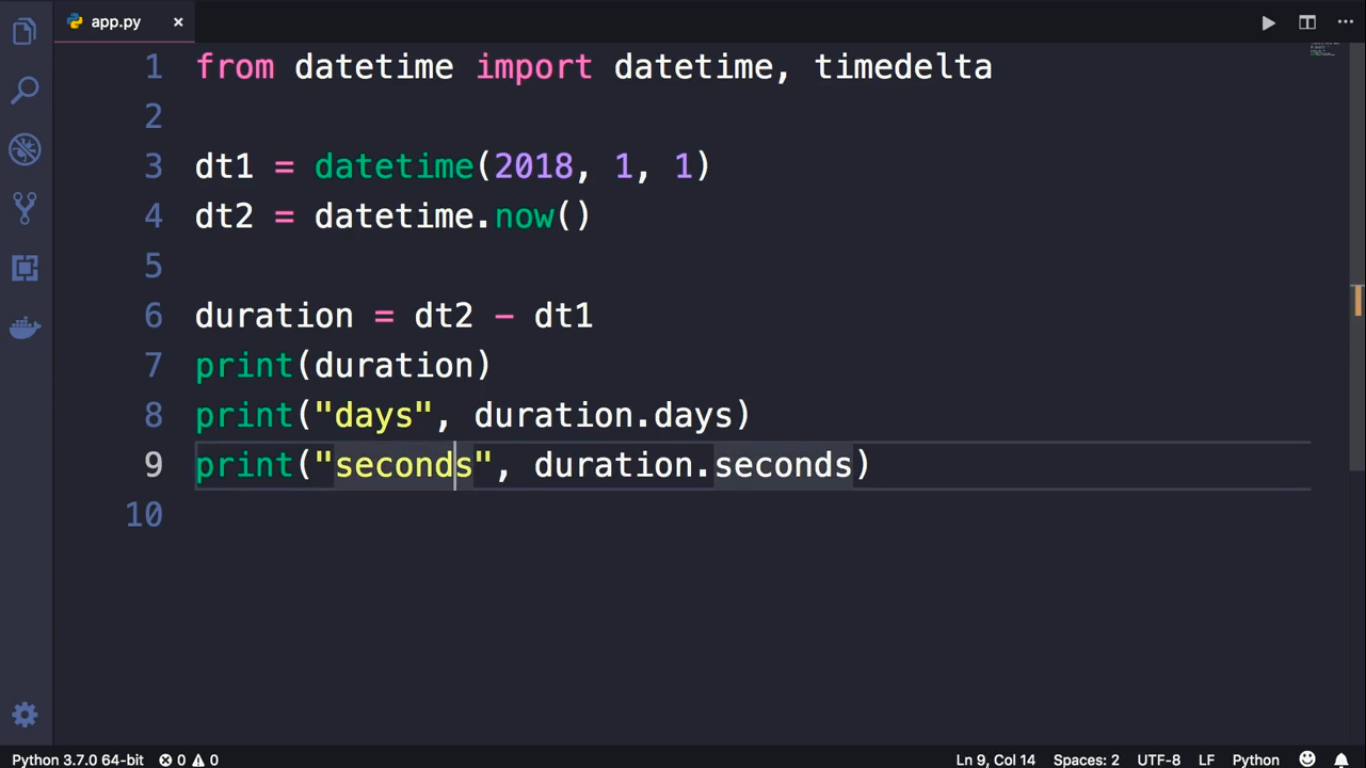 app.py ×
1 from datetime import datetime, timedelta
2
3 dt1 = datetime(2018, 1, 1)
4 dt2 = datetime.now()
5
6 duration = dt2 - dt1
7 print(duration)
8 print("days", duration.days)
9 print("seconds", duration.seconds)
10
Python 3.7.0 64-bit 0 0 Ln 9, Col 14 Spaces: 2 UTF-8 LF Python